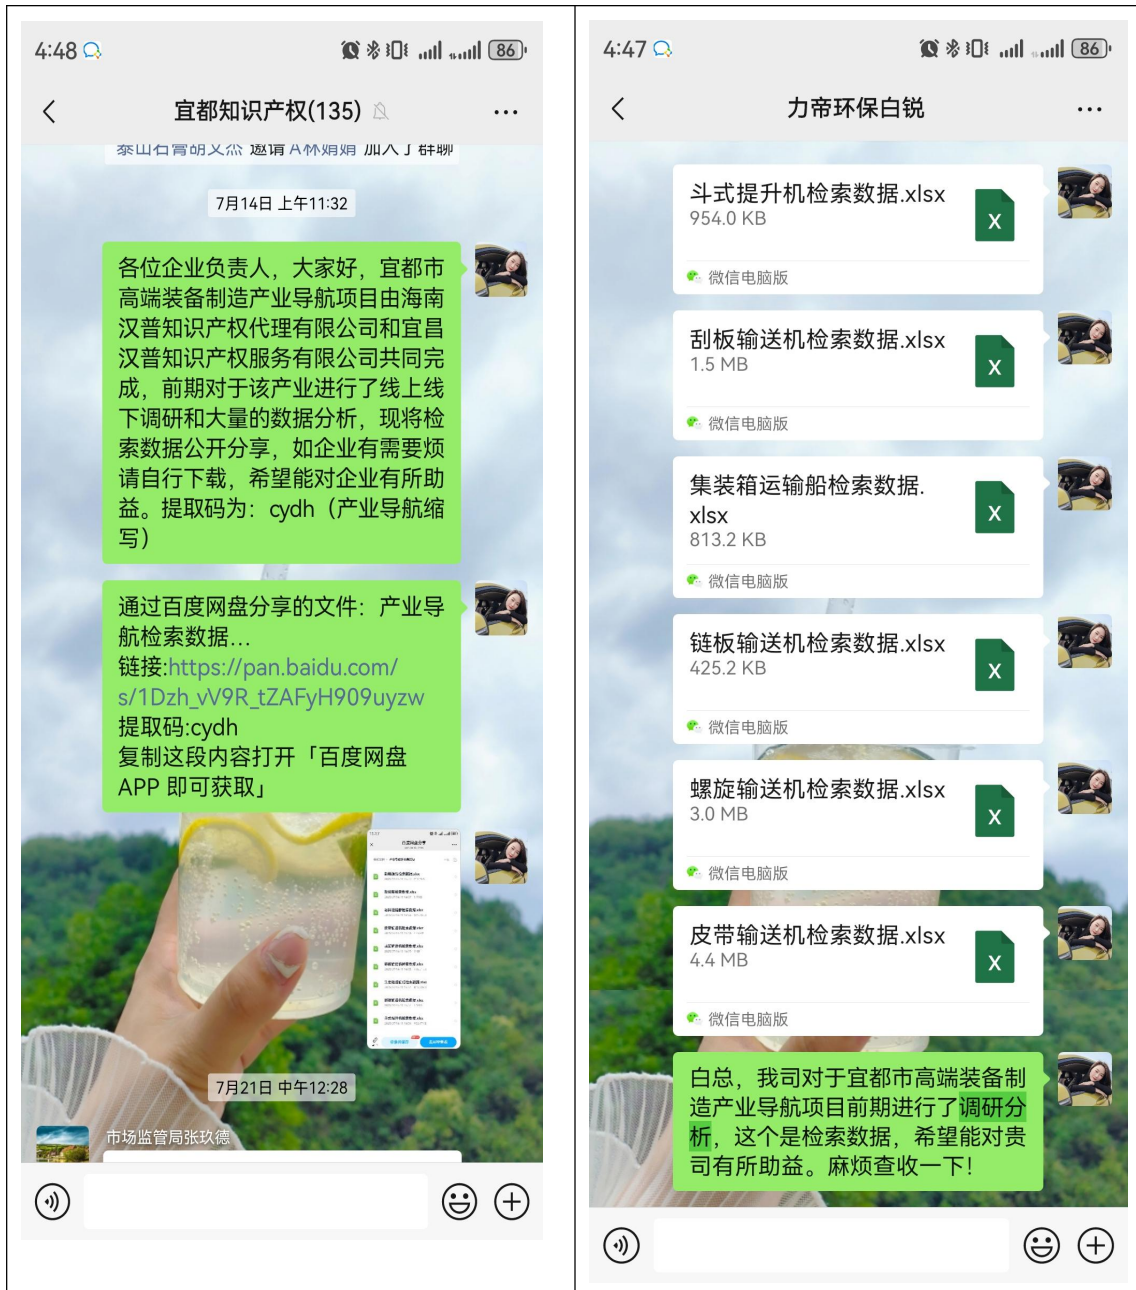 4:48
86
宜都知识产权(135)
泰山石膏胡文杰 邀请 A林娟娟 加入了群聊
7月14日 上午11:32
各位企业负责人，大家好，宜都市
高端装备制造产业导航项目由海南
汉普知识产权代理有限公司和宜昌
汉普知识产权服务有限公司共同完
成，前期对于该产业进行了线上线
下调研和大量的数据分析，现将检
索数据公开分享，如企业有需要烦
请自行下载，希望能对企业有所助
益。提取码为：cydh（产业导航缩
写）
通过百度网盘分享的文件：产业导
航检索数据...
链接:https://pan.baidu.com/
s/1Dzh_vV9R_tZAFyH909uyzw
提取码:cydh
复制这段内容打开「百度网盘
APP 即可获取」
7月21日 中午12:28
市场监管局张玖德
4:47
86
力帝环保白锐
斗式提升机检索数据.xlsx
954.0 KB
X
微信电脑版
刮板输送机检索数据.xlsx
1.5 MB
X
微信电脑版
集装箱运输船检索数据.
xlsx
813.2 KB
X
微信电脑版
链板输送机检索数据.xlsx
425.2 KB
X
微信电脑版
螺旋输送机检索数据.xlsx
3.0 MB
X
微信电脑版
皮带输送机检索数据.xlsx
4.4 MB
X
微信电脑版
白总，我司对于宜都市高端装备制
造产业导航项目前期进行了调研分
析，这个是检索数据，希望能对贵
司有所助益。麻烦查收一下！